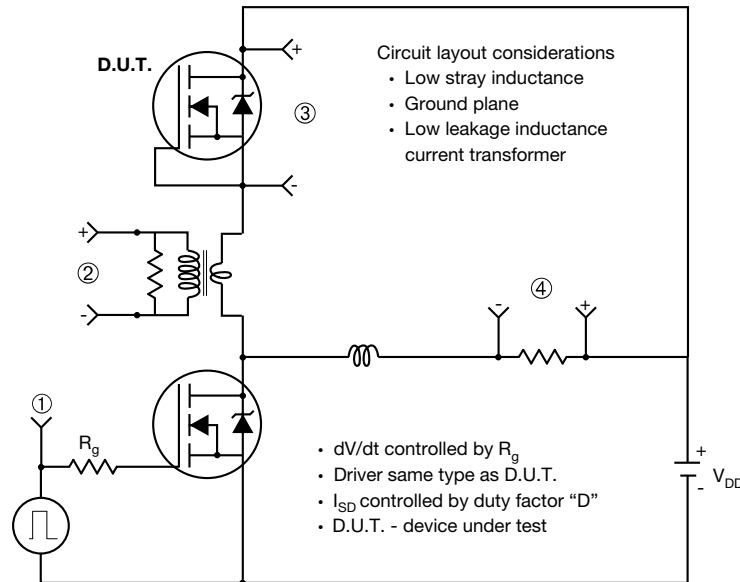 D.U.T.
+
Circuit layout considerations
• Low stray inductance
• Ground plane
• Low leakage inductance
current transformer
③
-
+
②
-
-
④
+
①
R_g
• dV/dt controlled by R_g
• Driver same type as D.U.T.
• I_SD controlled by duty factor “D”
• D.U.T. - device under test
+
V_DD
-